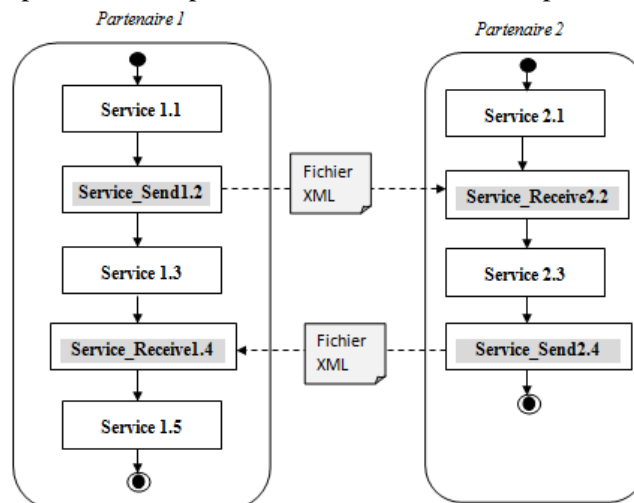 Partenaire 1
Partenaire 2
Service 1.1
Service 2.1
Service_Send1.2
Fichier
XML
Service_Receive2.2
Service 1.3
Service 2.3
Service_Receive1.4
Fichier
XML
Service_Send2.4
Service 1.5